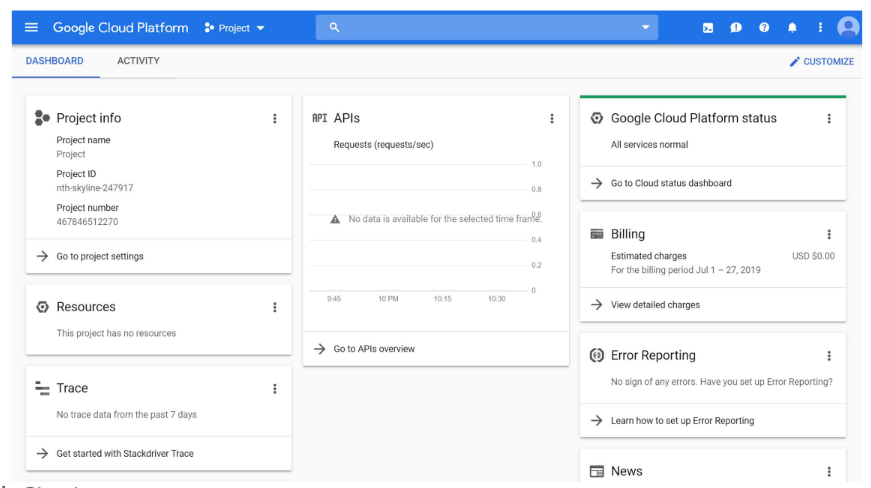 Google Cloud Platform Project
DASHBOARD ACTIVITY CUSTOMIZE
Project info
Project name
Project
Project ID
nth-skyline-247917
Project number
467846512270
Go to project settings
Resources
This project has no resources
Trace
No trace data from the past 7 days
Get started with Stackdriver Trace
API APIs
Requests (requests/sec)
1.0
0.8
No data is available for the selected time frame.
0.6
0.4
0.2
0
9:45 10 PM 10:15 10:30
Go to APIs overview
Google Cloud Platform status
All services normal
Go to Cloud status dashboard
Billing
Estimated charges USD $0.00
For the billing period Jul 1 – 27, 2019
View detailed charges
Error Reporting
No sign of any errors. Have you set up Error Reporting?
Learn how to set up Error Reporting
News